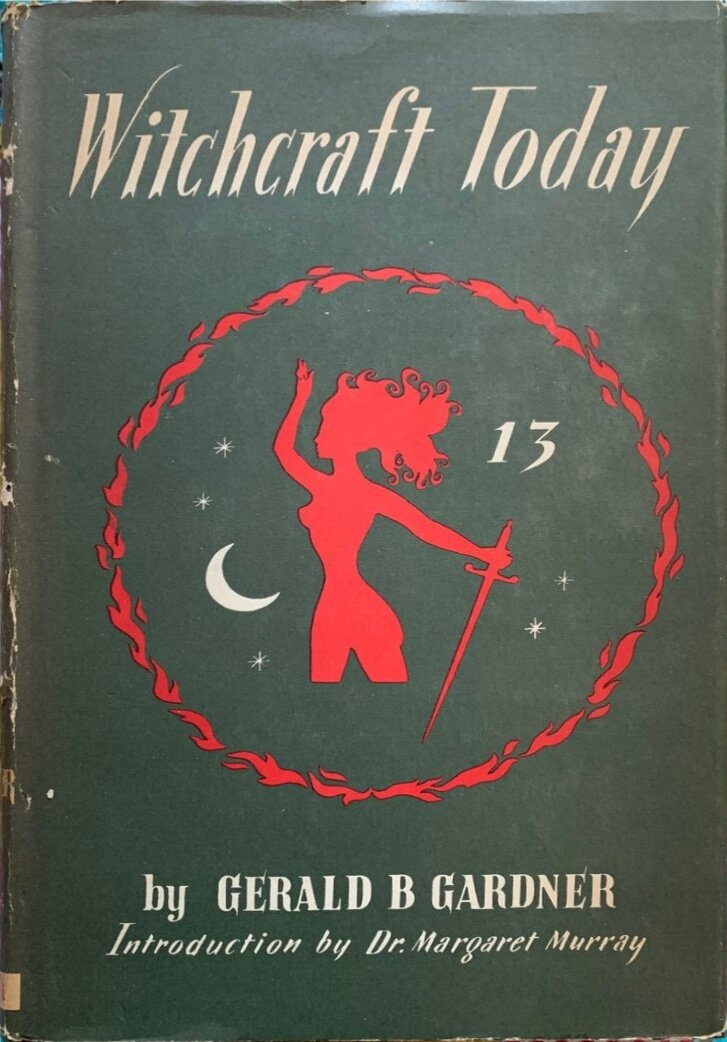 Witchcraft Today
13
by GERALD B GARDNER
Introduction by Dr. Margaret Murray